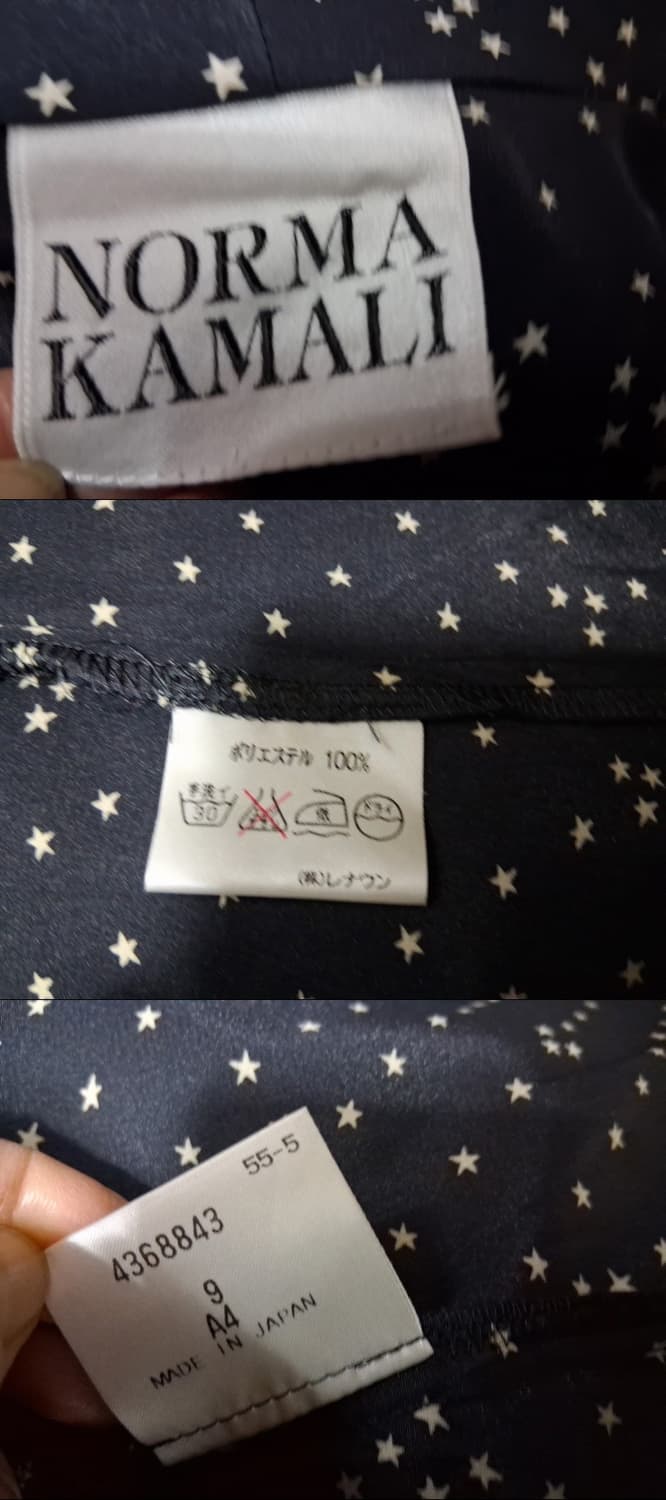 NORMA
KAMALI
ポリエステル 100%
手洗イ
30
ドライ
(株)レナウン
55-5
4368843
9
A4
MADE IN JAPAN